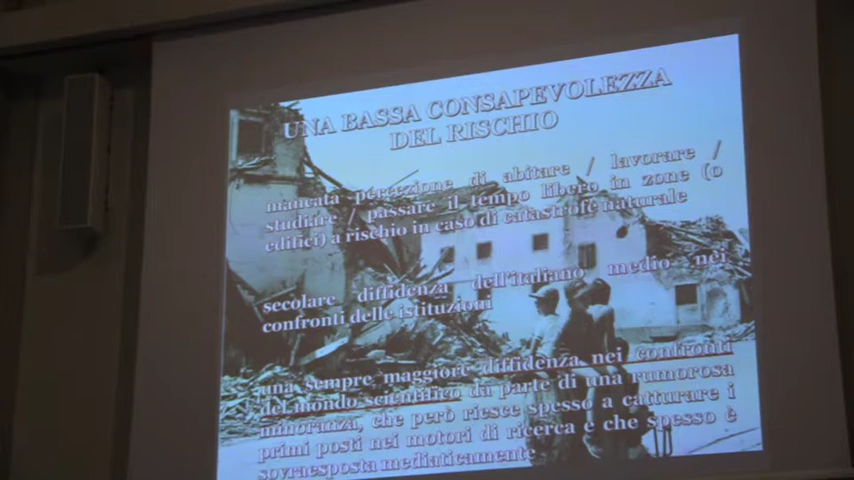 UNA BASSA CONSAPEVOLEZZA
DEL RISCHIO
mancata percezione di abitare / lavorare /
studiare / passare il tempo libero in zone (o
edifici) a rischio in caso di catastrofe naturale
secolare diffidenza dell'italiano medio nei
confronti delle istituzioni
una sempre maggiore diffidenza nei confronti
del mondo scientifico da parte di una rumorosa
minoranza, che però riesce spesso a catturare i
primi posti nei motori di ricerca e che spesso è
sovraesposta mediaticamente